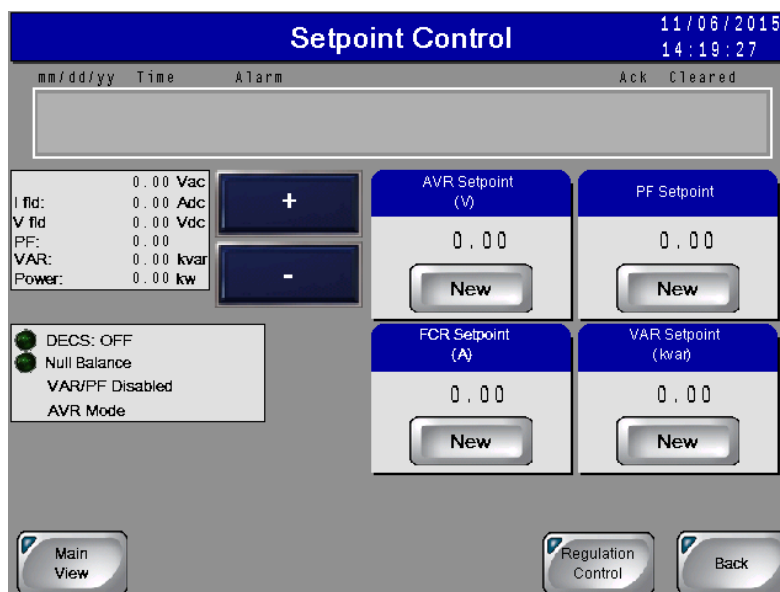 Setpoint Control
11/06/2015
14:19:27
mm/dd/yy Time Alarm Ack Cleared
0.00 Vac
I fld: 0.00 Adc
V fld 0.00 Vdc
PF: 0.00
VAR: 0.00 kvar
Power: 0.00 kw
+
-
AVR Setpoint
(V)
0.00
New
PF Setpoint
0.00
New
DECS: OFF
Null Balance
VAR/PF Disabled
AVR Mode
FCR Setpoint
(A)
0.00
New
VAR Setpoint
(kvar)
0.00
New
Main
View
Regulation
Control
Back